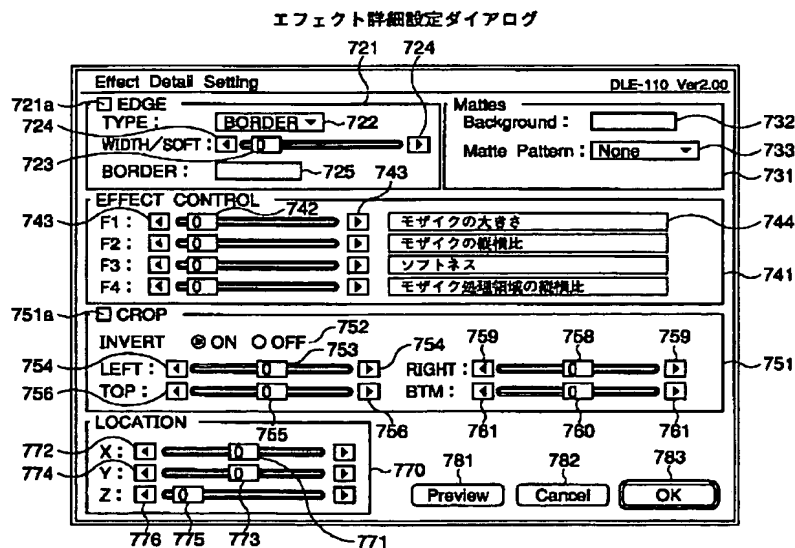 エフェクト詳細設定ダイアログ
721 724
Effect Detail Setting DLE-110 Ver2.00
721a EDGE Mattes
724 TYPE : BORDER 722 Background : 732
723 WIDTH/SOFT : 0 Matte Pattern : None 733
BORDER : 725 743 731
EFFECT CONTROL
743 F1 : 0 742 モザイクの大きさ 744
F2 : 0 モザイクの縦横比
F3 : 0 ソフトネス 741
F4 : 0 モザイク処理領域の縦横比
751a CROP
INVERT ON OFF 752
753 759 758 759
754 LEFT : 0 754 RIGHT : 0 751
756 TOP : 0 BTM : 0
755 756 761 760 761
LOCATION
772 X : 0 770 781 782 783
774 Y : 0
Z : 0 Preview Cancel OK
776 775 773 771